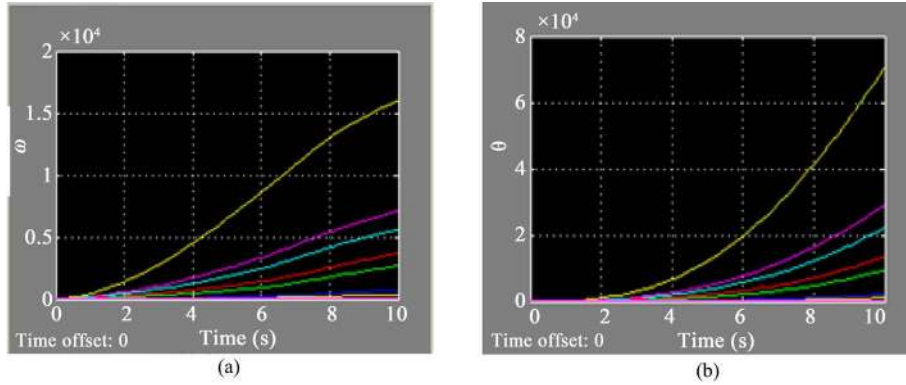 ×10⁴
2
1.5
1
0.5
0
ω
0 2 4 6 8 10
Time offset: 0
Time (s)
(a)
×10⁴
8
6
4
2
0
θ
0 2 4 6 8 10
Time offset: 0
Time (s)
(b)